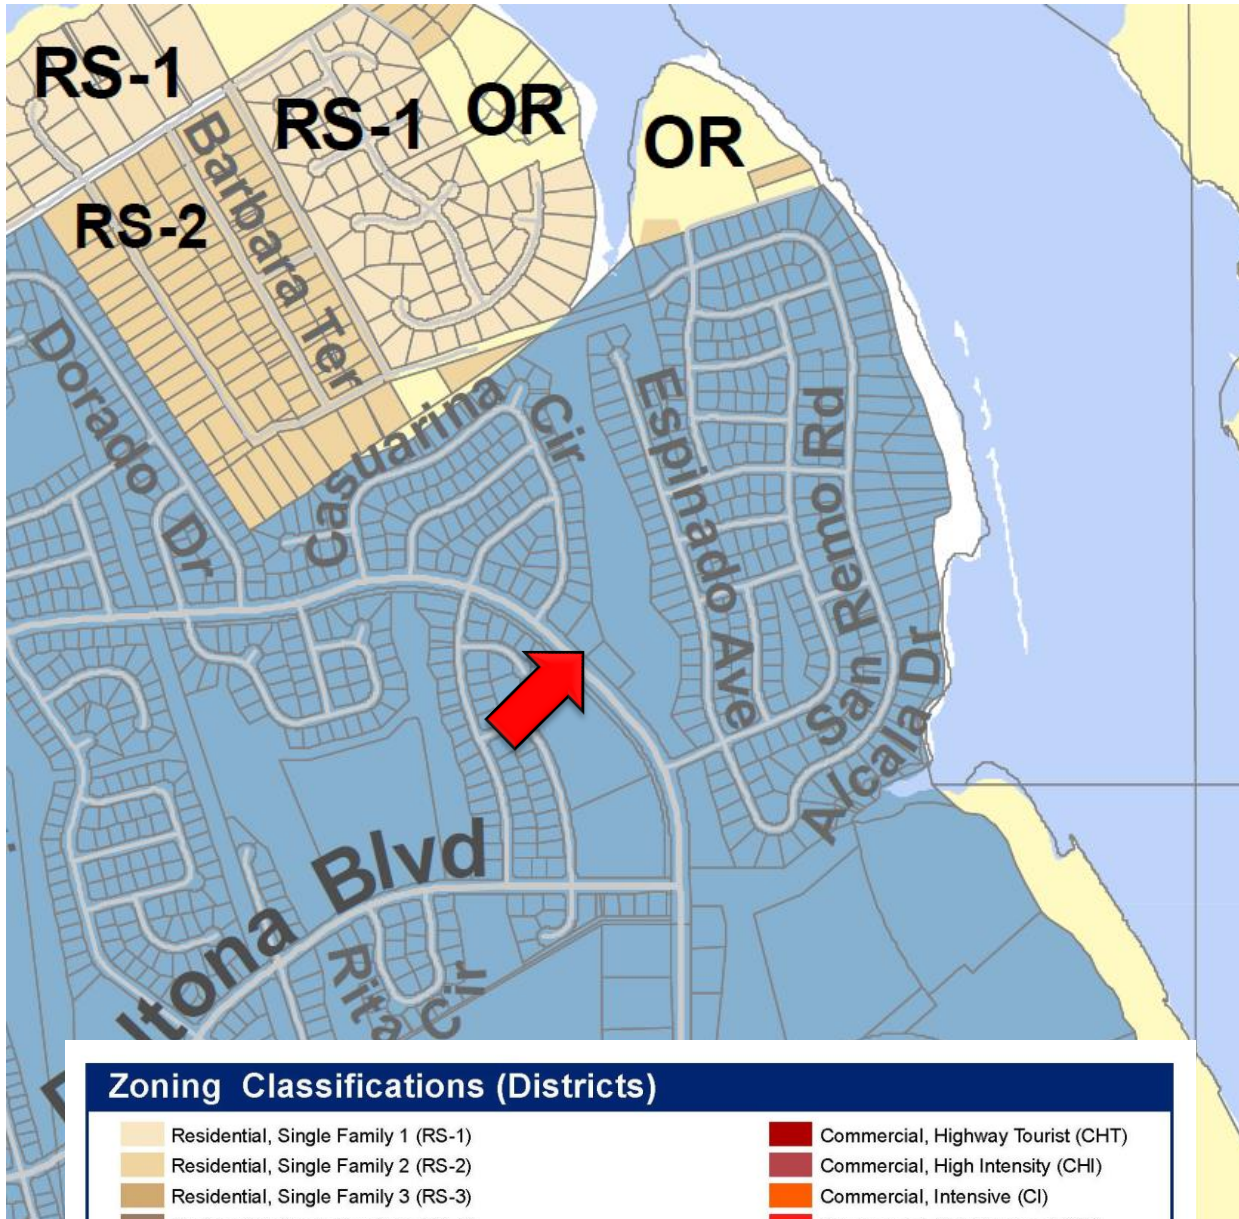 RS-1
RS-1
OR
OR
RS-2
Barbara Ter
Dorado Dr
Casuarina Cir
Espinado Ave
San Remo Rd
Alcala Dr
ltona Blvd
Rita Cir
Zoning Classifications (Districts)
Residential, Single Family 1 (RS-1)
Commercial, Highway Tourist (CHT)
Residential, Single Family 2 (RS-2)
Commercial, High Intensity (CHI)
Residential, Single Family 3 (RS-3)
Commercial, Intensive (CI)